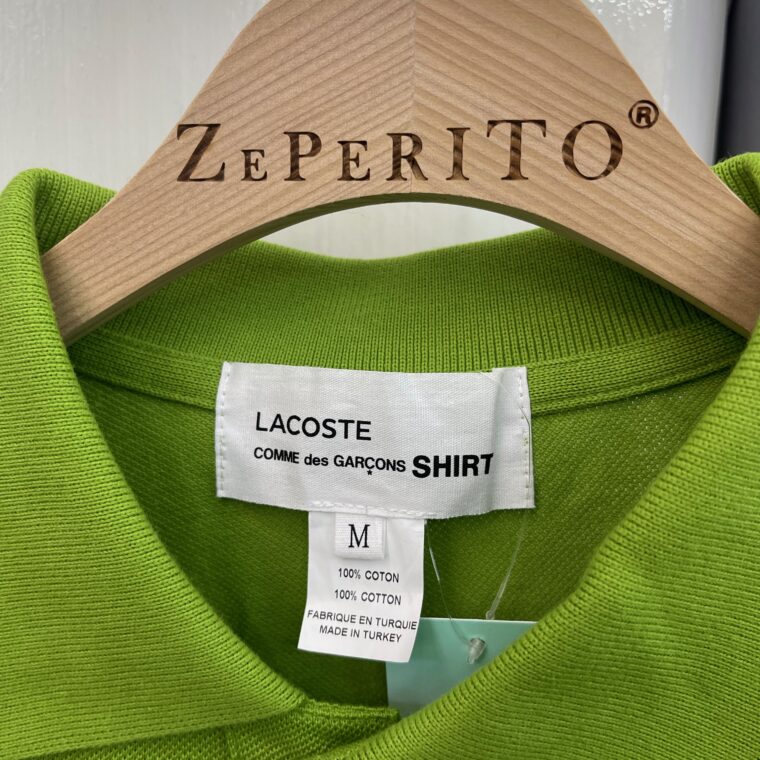 ZEPERITO®
LACOSTE
COMME des GARÇONS SHIRT
M
100% COTON
100% COTTON
FABRIQUE EN TURQUIE
MADE IN TURKEY